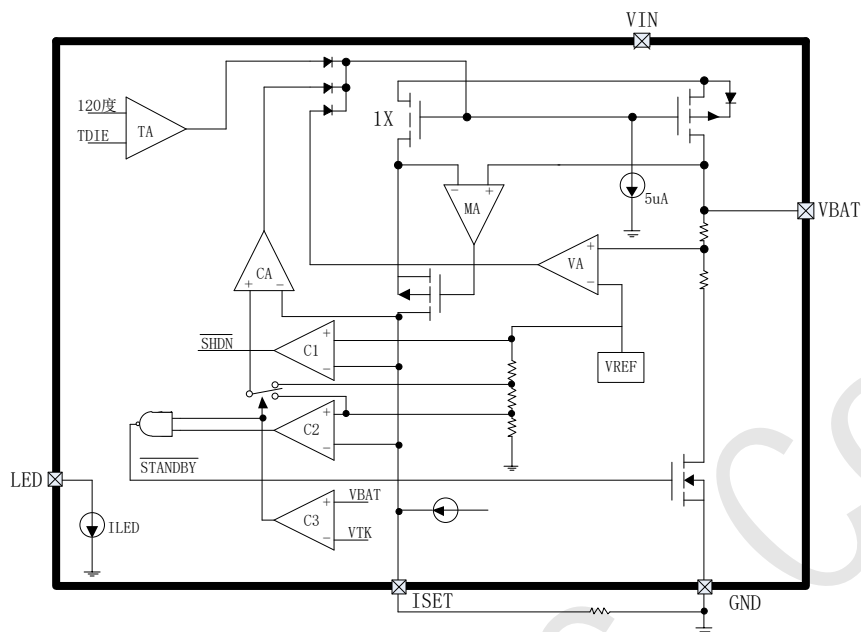 VIN
120度
TDIE
TA
1X
MA
5uA
VBAT
CA
VA
SHDN
C1
VREF
C2
STANDBY
LED
ILED
C3
VBAT
VTK
ISET
GND